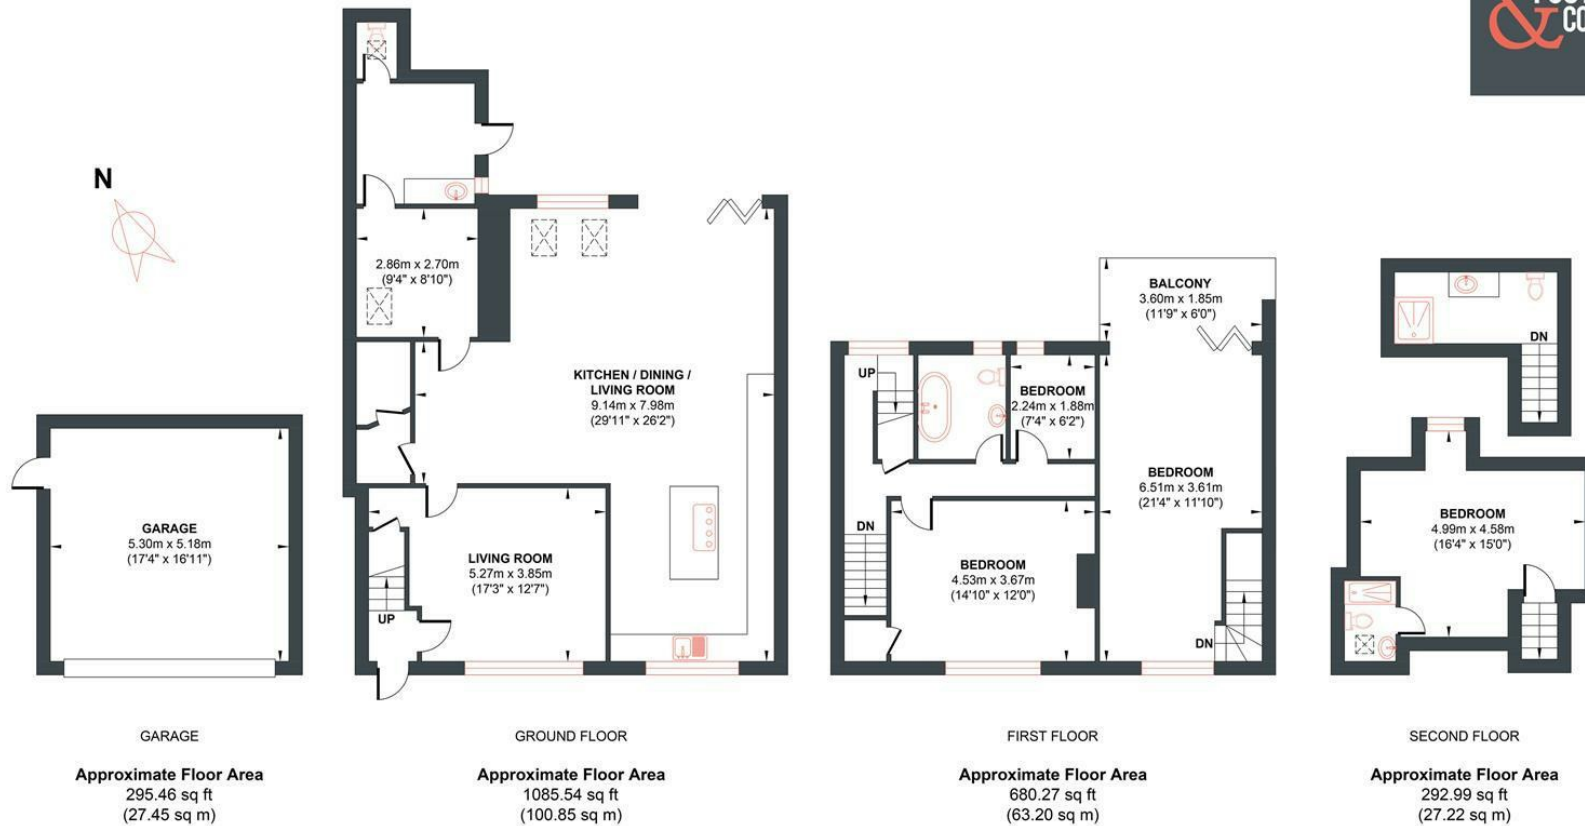 &
CO
N
2.86m x 2.70m
(9'4" x 8'10")
KITCHEN / DINING /
LIVING ROOM
9.14m x 7.98m
(29'11" x 26'2")
GARAGE
5.30m x 5.18m
(17'4" x 16'11")
LIVING ROOM
5.27m x 3.85m
(17'3" x 12'7")
UP
BALCONY
3.60m x 1.85m
(11'9" x 6'0")
UP
BEDROOM
2.24m x 1.88m
(7'4" x 6'2")
BEDROOM
6.51m x 3.61m
(21'4" x 11'10")
DN
BEDROOM
4.53m x 3.67m
(14'10" x 12'0")
DN
DN
BEDROOM
4.99m x 4.58m
(16'4" x 15'0")
GARAGE
Approximate Floor Area
295.46 sq ft
(27.45 sq m)
GROUND FLOOR
Approximate Floor Area
1085.54 sq ft
(100.85 sq m)
FIRST FLOOR
Approximate Floor Area
680.27 sq ft
(63.20 sq m)
SECOND FLOOR
Approximate Floor Area
292.99 sq ft
(27.22 sq m)